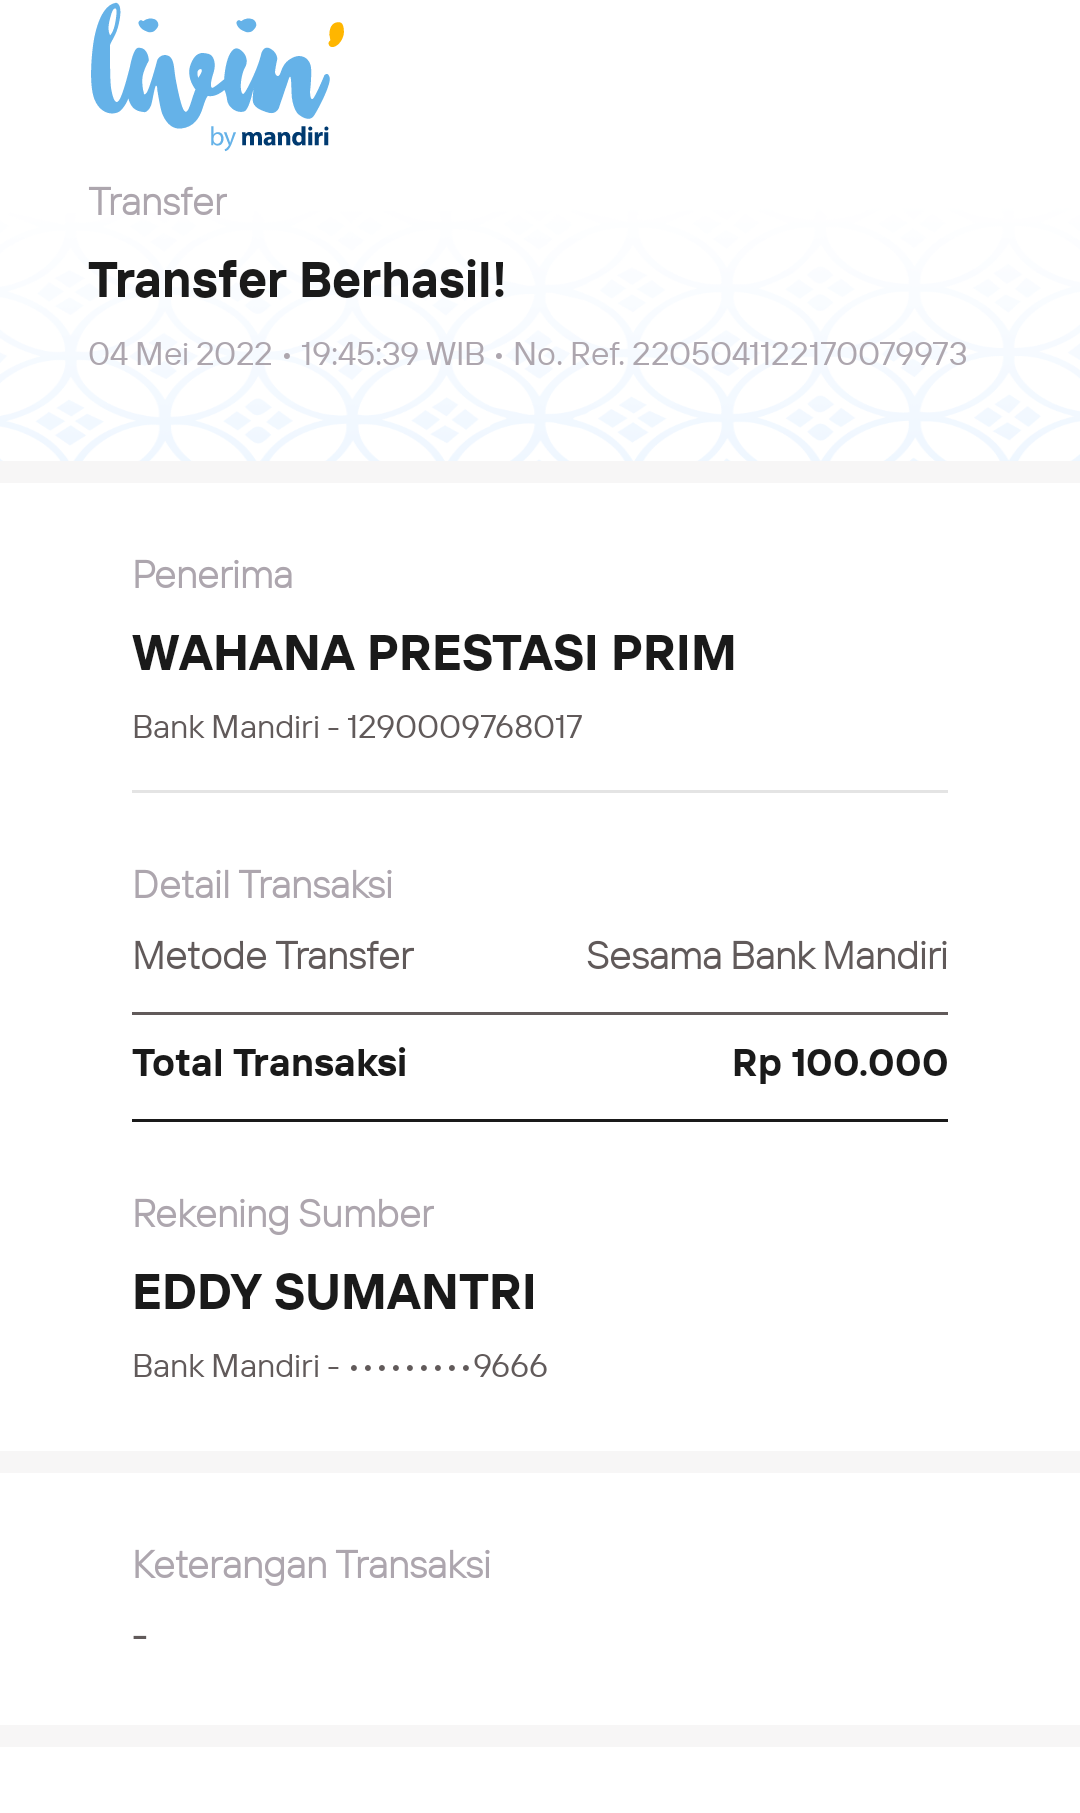 livin'
by mandiri
Transfer
Transfer Berhasil!
04 Mei 2022 • 19:45:39 WIB • No. Ref. 2205041122170079973
Penerima
WAHANA PRESTASI PRIM
Bank Mandiri - 1290009768017
Detail Transaksi
Metode Transfer Sesama Bank Mandiri
Total Transaksi Rp 100.000
Rekening Sumber
EDDY SUMANTRI
Bank Mandiri - •••••••••9666
Keterangan Transaksi
-